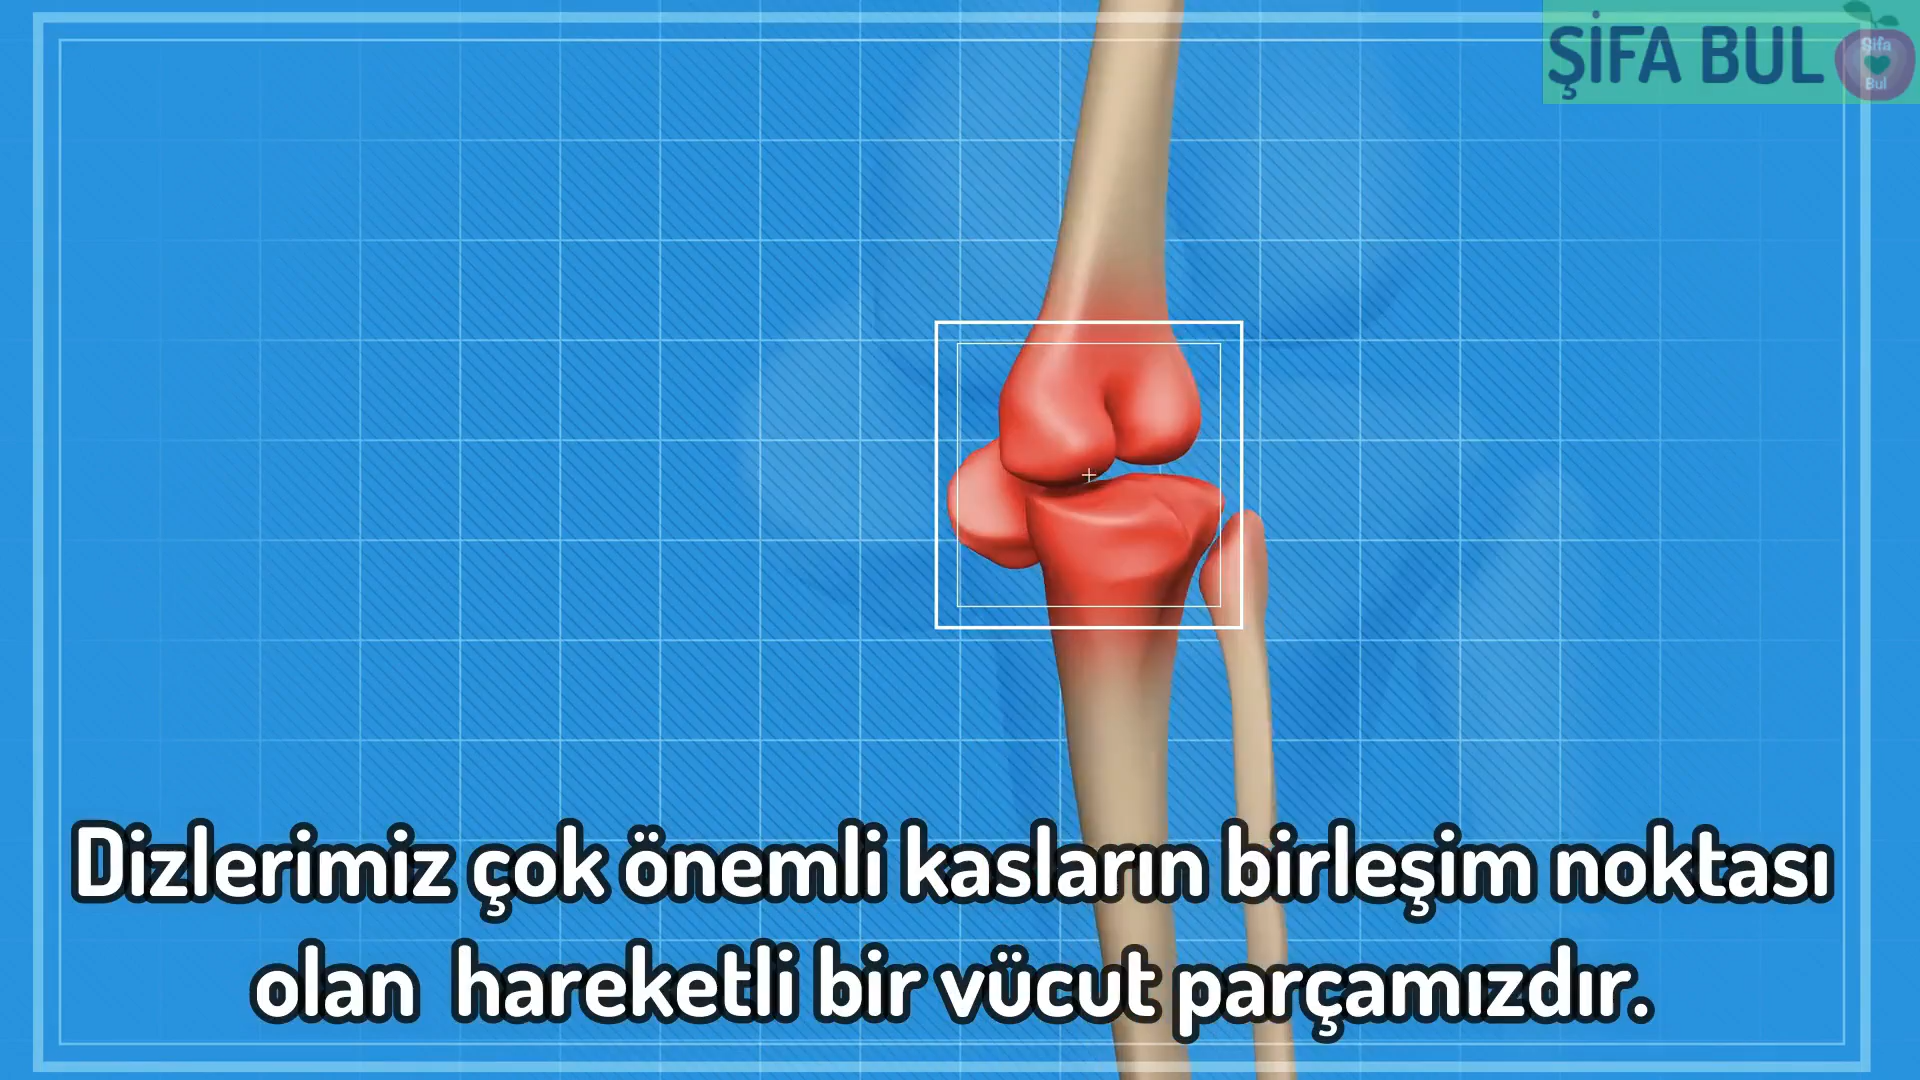 ŞİFA BUL
Şifa
Bul
Dizlerimiz çok önemli kasların birleşim noktası
olan hareketli bir vücut parçamızdır.